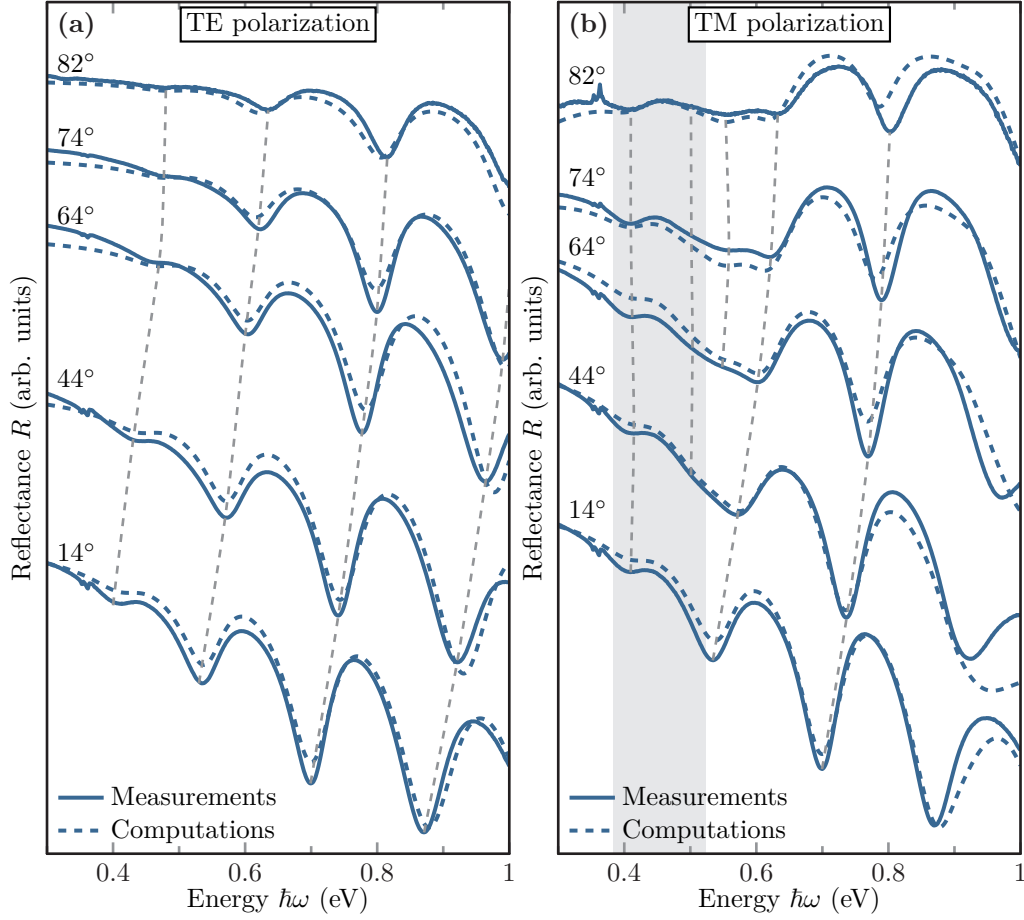 (a) TE polarization
82°
74°
64°
44°
14°
Measurements
Computations
0.4 0.6 0.8 1
Energy ħω (eV)
Reflectance R (arb. units)
(b) TM polarization
82°
74°
64°
44°
14°
Measurements
Computations
0.4 0.6 0.8 1
Energy ħω (eV)
Reflectance R (arb. units)